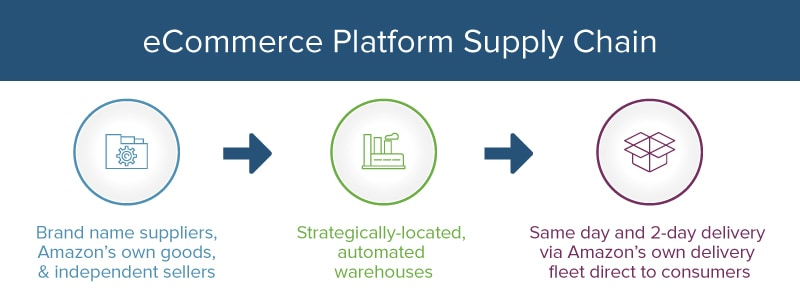 eCommerce Platform Supply Chain
Brand name suppliers,
Amazon's own goods,
& independent sellers
Strategically-located,
automated
warehouses
Same day and 2-day delivery
via Amazon's own delivery
fleet direct to consumers